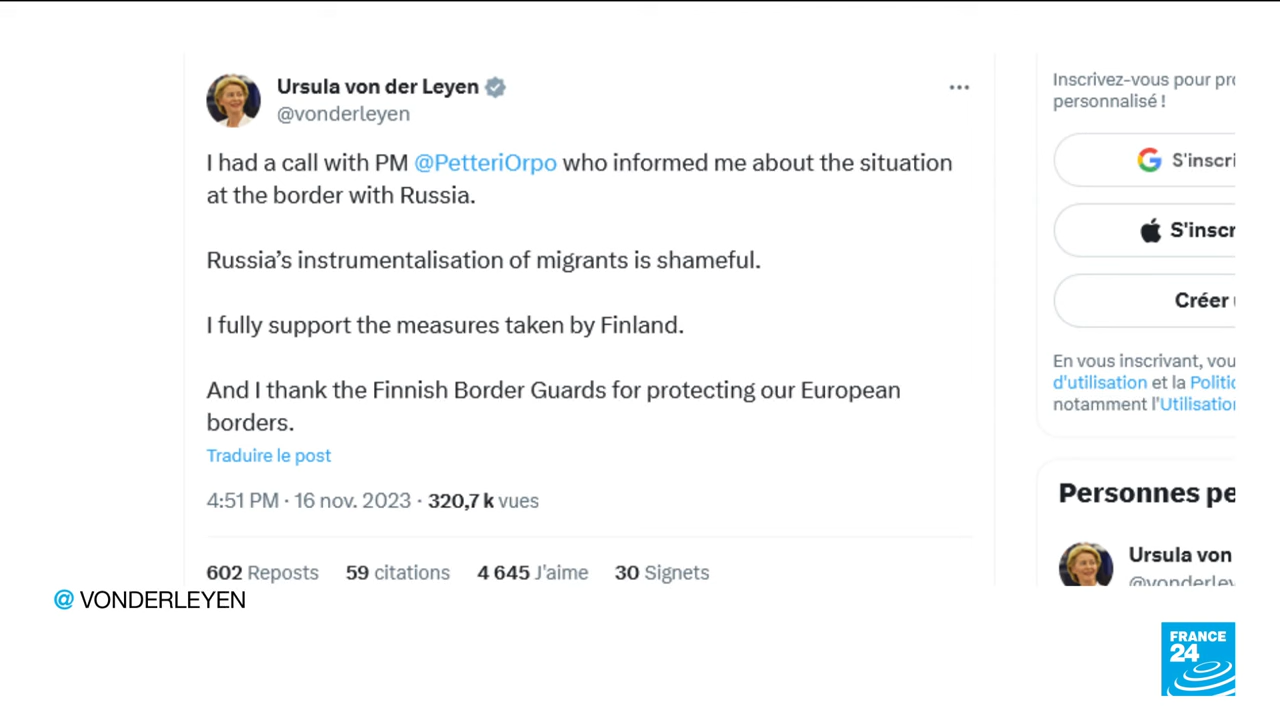 Ursula von der Leyen
@vonderleyen
I had a call with PM @PetteriOrpo who informed me about the situation
at the border with Russia.
Russia’s instrumentalisation of migrants is shameful.
I fully support the measures taken by Finland.
And I thank the Finnish Border Guards for protecting our European
borders.
Traduire le post
4:51 PM · 16 nov. 2023 · 320,7 k vues
602 Reposts 59 citations 4 645 J'aime 30 Signets
Inscrivez-vous pour pro
personnalisé !
S'inscri
S'inscr
Créer
En vous inscrivant, vou
d'utilisation et la Politic
notamment l'Utilisation
Personnes pe
Ursula von
@vonderley
@ VONDERLEYEN
FRANCE
24